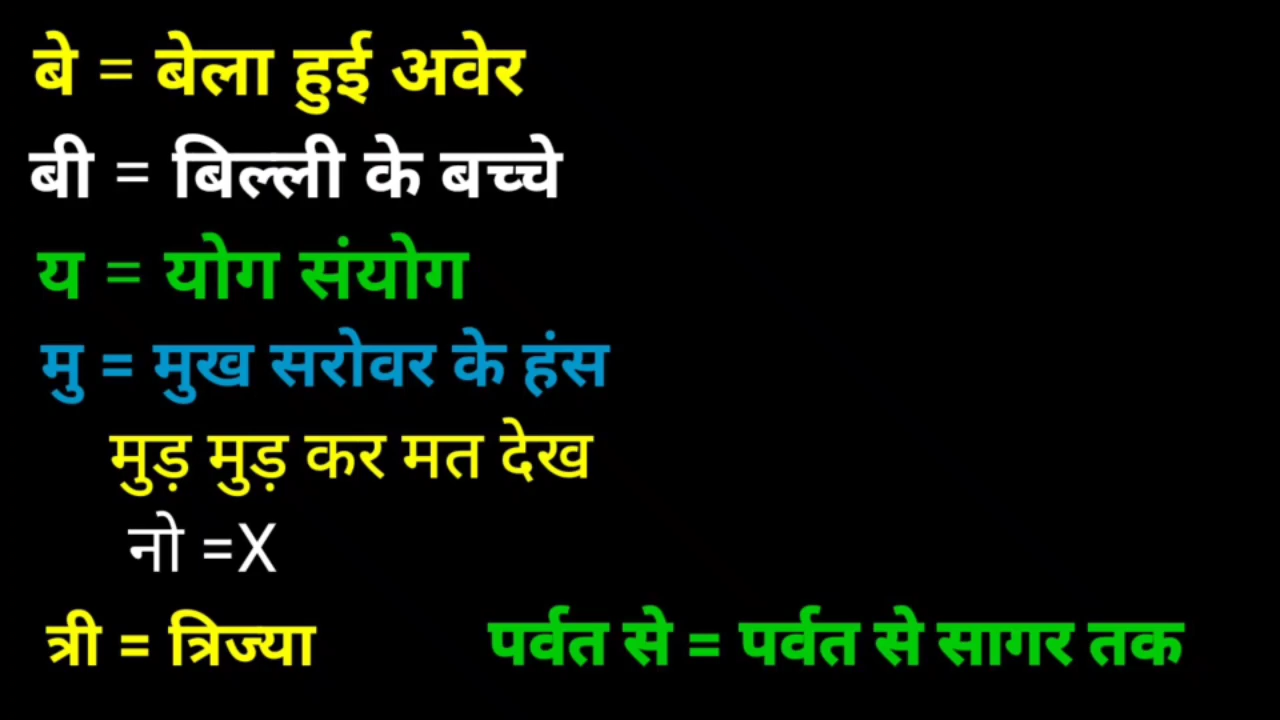 बे = बेला हुई अवेर
बी = बिल्ली के बच्चे
य = योग संयोग
मु = मुख सरोवर के हंस
मुड़ मुड़ कर मत देख
नो =X
त्री = त्रिज्या पर्वत से = पर्वत से सागर तक